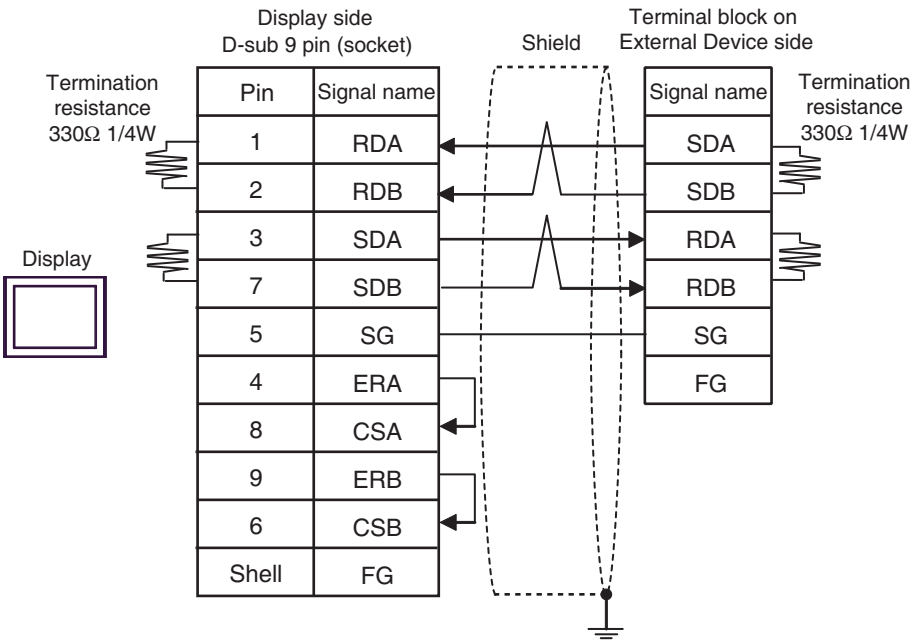 Display side
D-sub 9 pin (socket)
Shield
Terminal block on
External Device side
Termination
resistance
330Ω 1/4W
Pin Signal name
1 RDA
2 RDB
3 SDA
7 SDB
5 SG
4 ERA
8 CSA
9 ERB
6 CSB
Shell FG
Display
Signal name
SDA
SDB
RDA
RDB
SG
FG
Termination
resistance
330Ω 1/4W